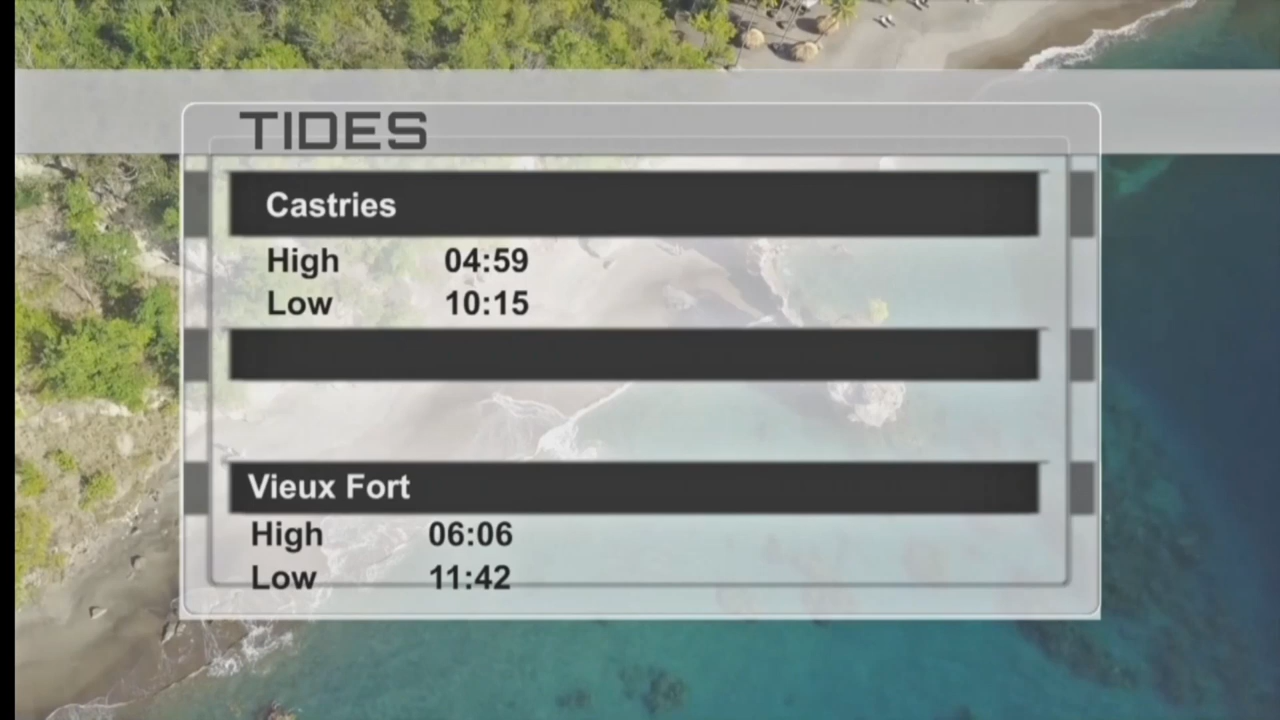 TIDES
Castries
High 04:59
Low 10:15
Vieux Fort
High 06:06
Low 11:42